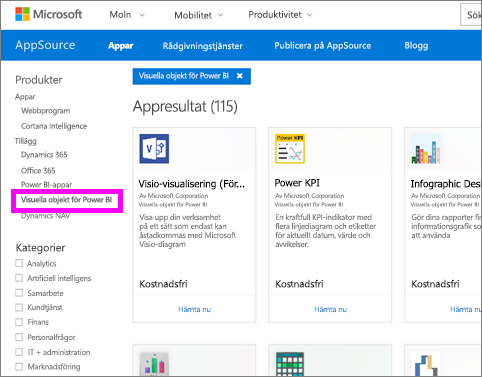 Microsoft Moln Mobilitet Produktivitet Sök
AppSource Appar Rådgivningstjänster Publicera på AppSource Blogg
Produkter
Appar
Webbprogram
Cortana Intelligence
Tillägg
Dynamics 365
Office 365
Power BI-appar
Visuella objekt för Power BI
Dynamics NAV
Kategorier
Analytics
Artificiell intelligens
Samarbete
Kundtjänst
Finans
Personalfrågor
IT + administration
Marknadsföring
Visuella objekt för Power BI ×
Appresultat (115)
Visio-visualisering (För...
Av Microsoft Corporation
Visuella objekt för Power BI
Visa upp din verksamhet
på ett sätt som endast kan
åstadkommas med Microsoft
Visio-diagram
Kostnadsfri
Hämta nu
Power KPI
Power KPI
Av Microsoft Corporation
Visuella objekt för Power BI
En kraftfull KPI-indikator med
flera linjediagram och etiketter
för aktuellt datum, värde och
avvikelser.
Kostnadsfri
Hämta nu
Infographic Des
Av Microsoft Corporation
Visuella objekt för Power BI
Gör dina rapporter
informationsgrafik som
att använda
Kostnadsfri
Hämta